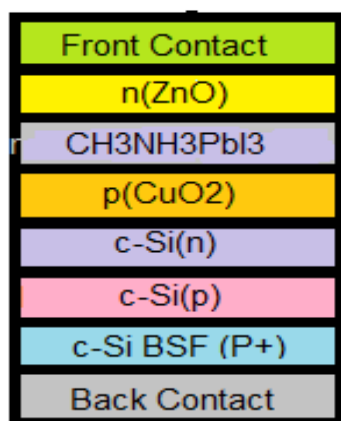 Front Contact
n(ZnO)
CH3NH3PbI3
p(CuO2)
c-Si(n)
c-Si(p)
c-Si BSF (P+)
Back Contact